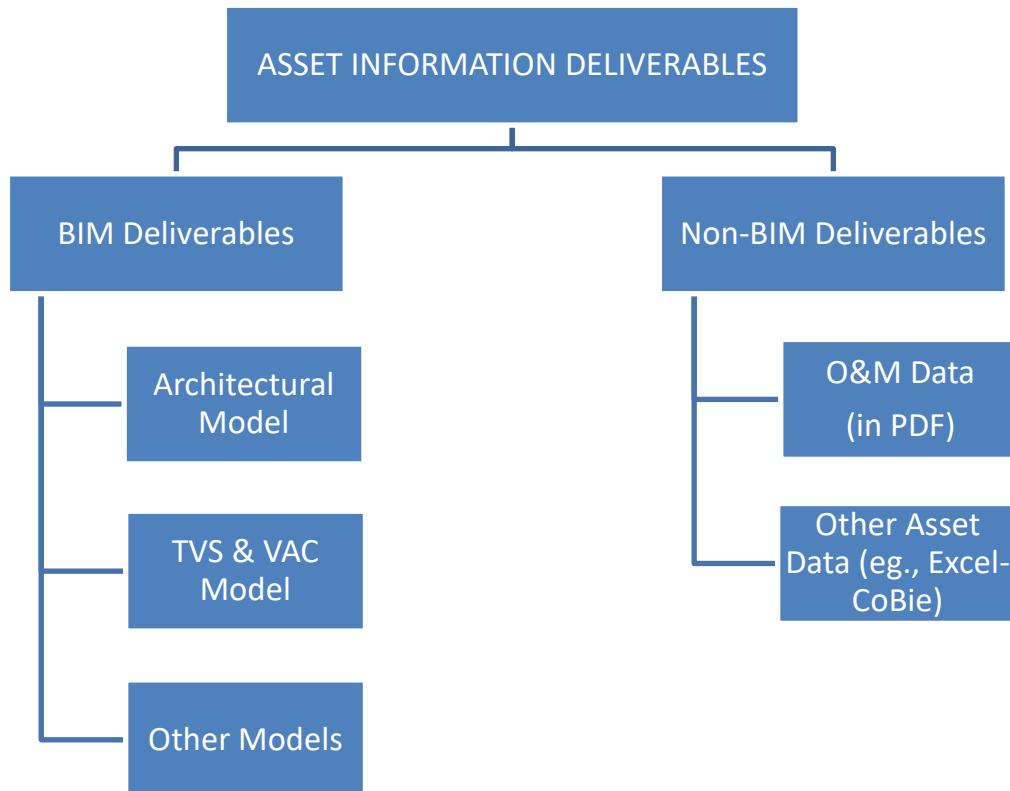 ASSET INFORMATION DELIVERABLES
BIM Deliverables
Non-BIM Deliverables
Architectural
Model
TVS & VAC
Model
Other Models
O&M Data
(in PDF)
Other Asset
Data (eg., Excel-
CoBie)